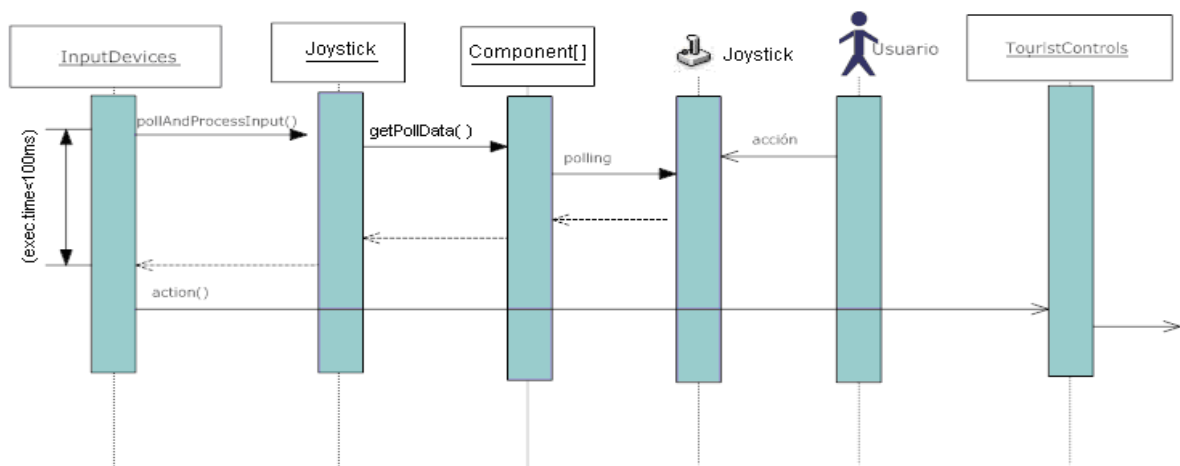 InputDevices
Joystick
Component[ ]
Joystick
Usuario
TouristControls
pollAndProcessInput()
getPollData( )
acción
polling
(exec.time<100ms)
action()